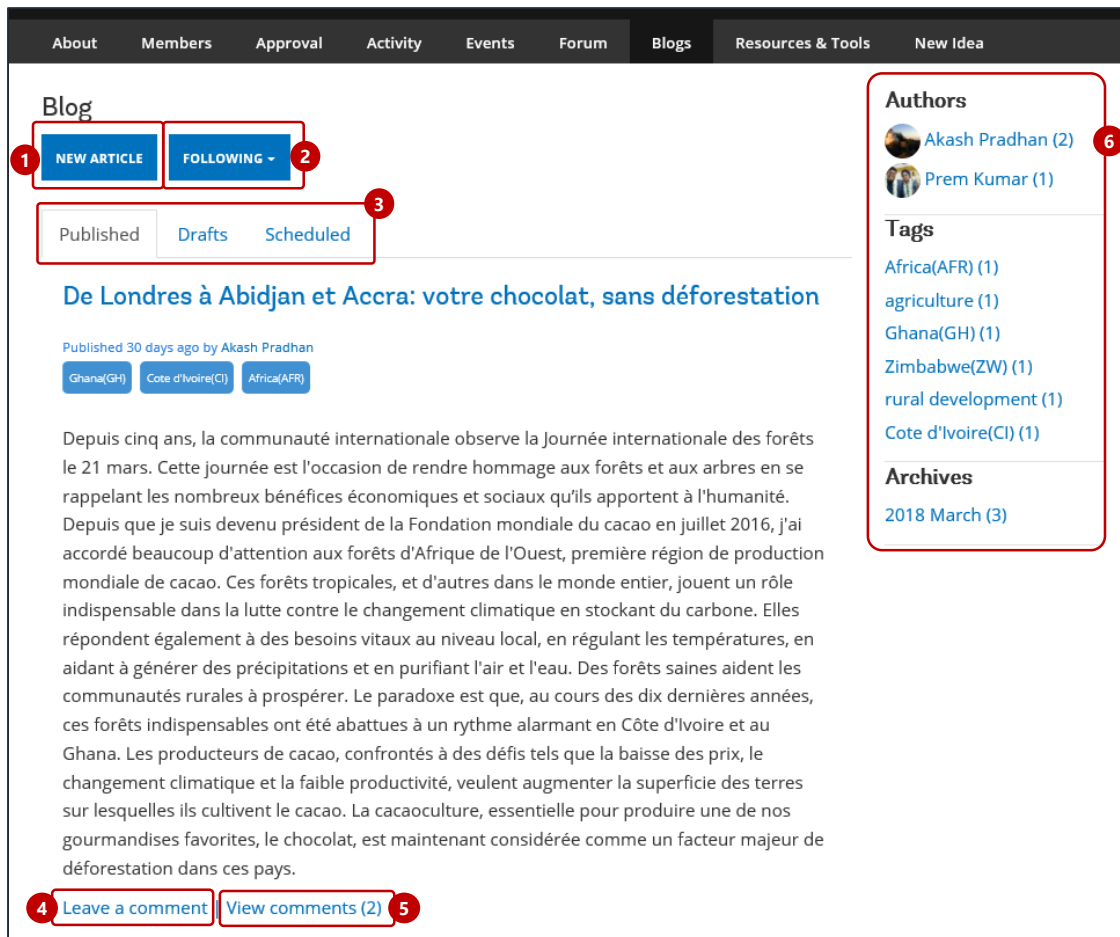 About Members Approval Activity Events Forum Blogs Resources & Tools New Idea
Blog
1 NEW ARTICLE FOLLOWING 2
3
Published Drafts Scheduled
De Londres à Abidjan et Accra: votre chocolat, sans déforestation
Published 30 days ago by Akash Pradhan
Ghana(GH) Cote d'Ivoire(CI) Africa(AFR)
Depuis cinq ans, la communauté internationale observe la Journée internationale des forêts
le 21 mars. Cette journée est l'occasion de rendre hommage aux forêts et aux arbres en se
rappelant les nombreux bénéfices économiques et sociaux qu'ils apportent à l'humanité.
Depuis que je suis devenu président de la Fondation mondiale du cacao en juillet 2016, j'ai
accordé beaucoup d'attention aux forêts d'Afrique de l'Ouest, première région de production
mondiale de cacao. Ces forêts tropicales, et d'autres dans le monde entier, jouent un rôle
indispensable dans la lutte contre le changement climatique en stockant du carbone. Elles
répondent également à des besoins vitaux au niveau local, en régulant les températures, en
aidant à générer des précipitations et en purifiant l'air et l'eau. Des forêts saines aident les
communautés rurales à prospérer. Le paradoxe est que, au cours des dix dernières années,
ces forêts indispensables ont été abattues à un rythme alarmant en Côte d'Ivoire et au
Ghana. Les producteurs de cacao, confrontés à des défis tels que la baisse des prix, le
changement climatique et la faible productivité, veulent augmenter la superficie des terres
sur lesquelles ils cultivent le cacao. La cacaoculture, essentielle pour produire une de nos
gourmandises favorites, le chocolat, est maintenant considérée comme un facteur majeur de
déforestation dans ces pays.
4 Leave a comment | View comments (2) 5
Authors
Akash Pradhan (2) 6
Prem Kumar (1)
Tags
Africa(AFR) (1)
agriculture (1)
Ghana(GH) (1)
Zimbabwe(ZW) (1)
rural development (1)
Cote d'Ivoire(CI) (1)
Archives
2018 March (3)